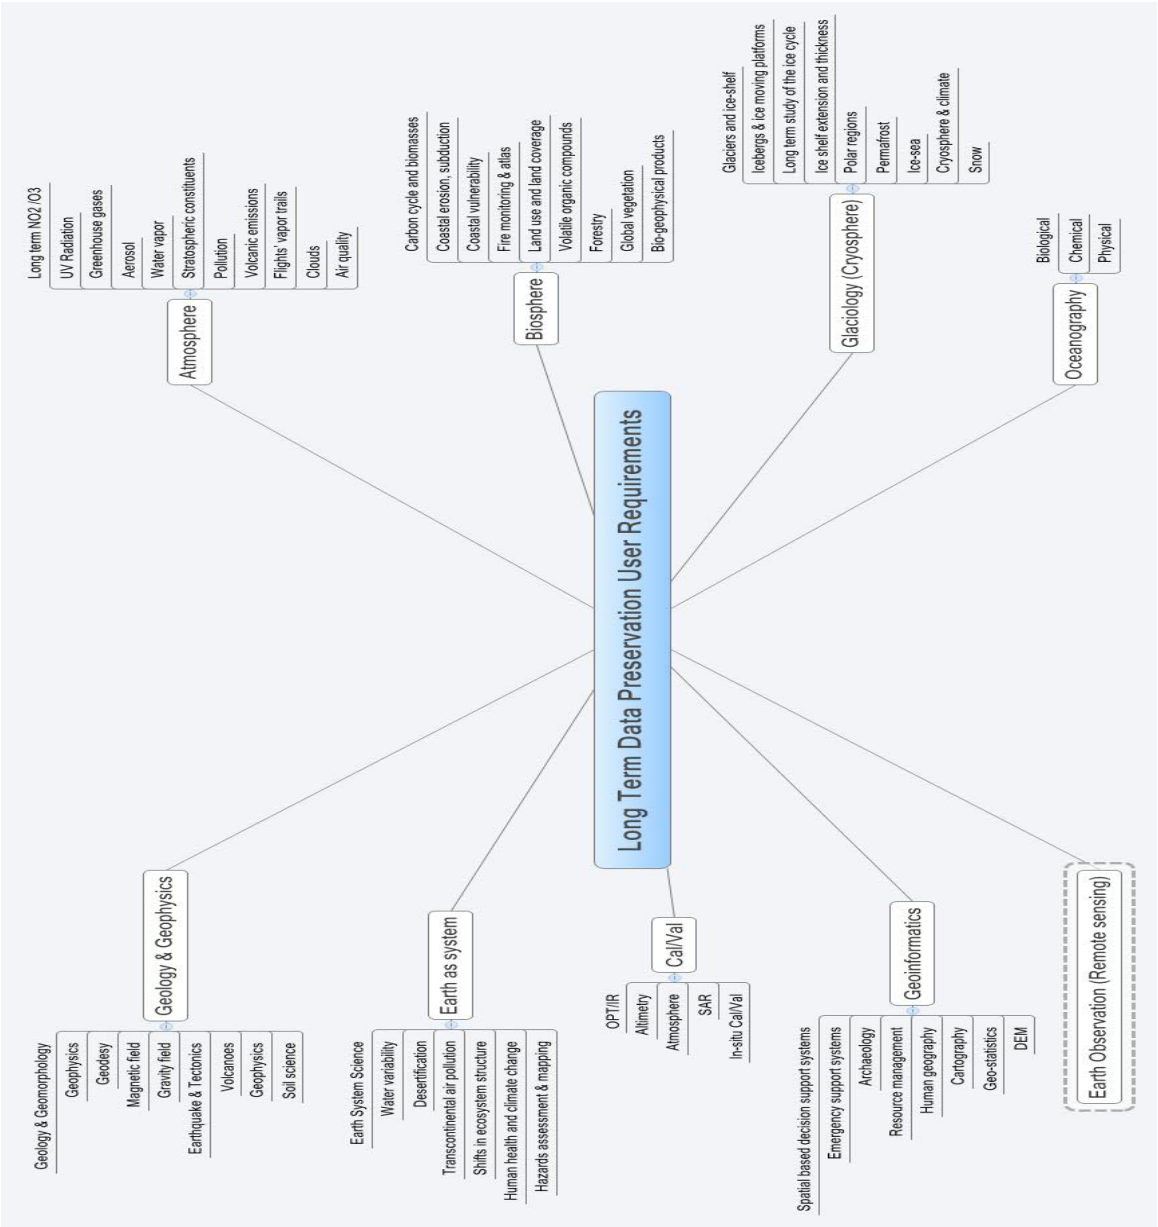 Long Term Data Preservation User Requirements
Geology & Geophysics
Geology & Geomorphology
Geophysics
Geodesy
Magnetic field
Gravity field
Earthquake & Tectonics
Volcanoes
Geophysics
Soil science
Earth as system
Earth System Science
Water variability
Desertification
Transcontinental air pollution
Shifts in ecosystem structure
Human health and climate change
Hazards assessment & mapping
Cal/Val
OPT/IR
Altimetry
Atmosphere
SAR
In-situ Cal/Val
Geoinformatics
Spatial based decision support systems
Emergency support systems
Archaeology
Resource management
Human geography
Cartography
Geo-statistics
DEM
Earth Observation (Remote sensing)
Atmosphere
Long term NO2 /O3
UV Radiation
Greenhouse gases
Aerosol
Water vapor
Stratospheric constituents
Pollution
Volcanic emissions
Flights' vapor trails
Clouds
Air quality
Biosphere
Carbon cycle and biomasses
Coastal erosion, subduction
Coastal vulnerability
Fire monitoring & atlas
Land use and land coverage
Volatile organic compounds
Forestry
Global vegetation
Bio-geophysical products
Glaciology (Cryosphere)
Glaciers and ice-shelf
Icebergs & ice moving platforms
Long term study of the ice cycle
Ice shelf extension and thickness
Polar regions
Permafrost
Ice-sea
Cryosphere & climate
Snow
Oceanography
Biological
Chemical
Physical